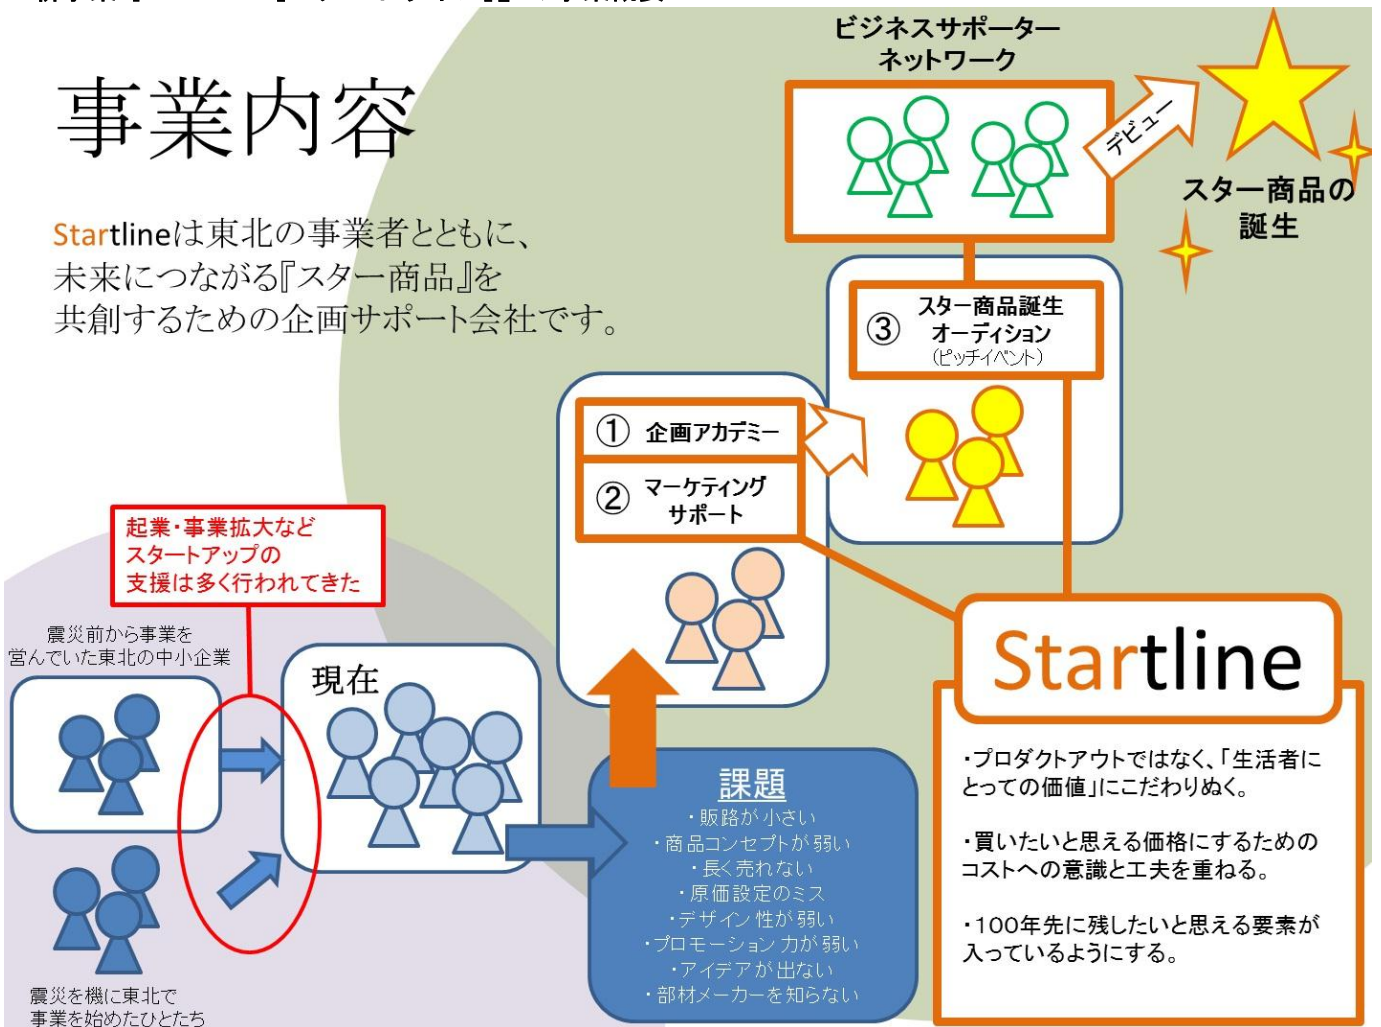 事業内容
Startlineは東北の事業者とともに、
未来につながる『スター商品』を
共創するための企画サポート会社です。
ビジネスサポーター
ネットワーク
デビュー
スター商品の
誕生
③
スター商品誕生
オーディション
（ピッチイベント）
① 企画アカデミー
② マーケティング
サポート
起業・事業拡大など
スタートアップの
支援は多く行われてきた
震災前から事業を
営んでいた東北の中小企業
現在
震災を機に東北で
事業を始めたひとたち
課題
・販路が小さい
・商品コンセプトが弱い
・長く売れない
・原価設定のミス
・デザイン性が弱い
・プロモーション力が弱い
・アイデアが出ない
・部材メーカーを知らない
Startline
・プロダクトアウトではなく、「生活者に
とっての価値」にこだわりぬく。
・買いたいと思える価格にするための
コストへの意識と工夫を重ねる。
・100年先に残したいと思える要素が
入っているようにする。